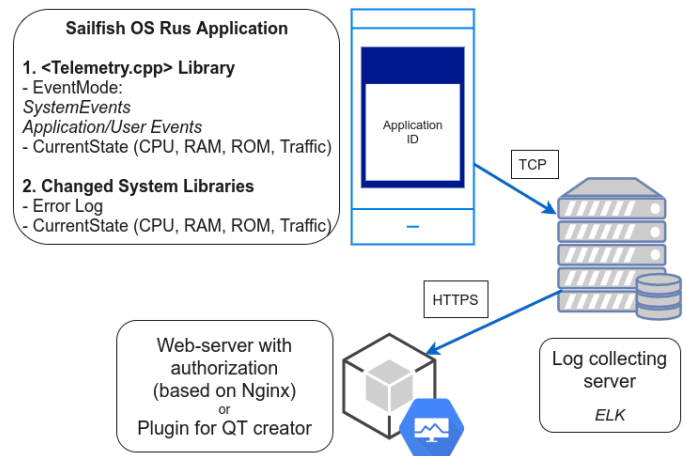 Sailfish OS Rus Application
1. <Telemetry.cpp> Library
- EventMode:
SystemEvents
Application/User Events
- CurrentState (CPU, RAM, ROM, Traffic)
2. Changed System Libraries
- Error Log
- CurrentState (CPU, RAM, ROM, Traffic)
Application
ID
TCP
HTTPS
Web-server with
authorization
(based on Nginx)
or
Plugin for QT creator
Log collecting
server
ELK